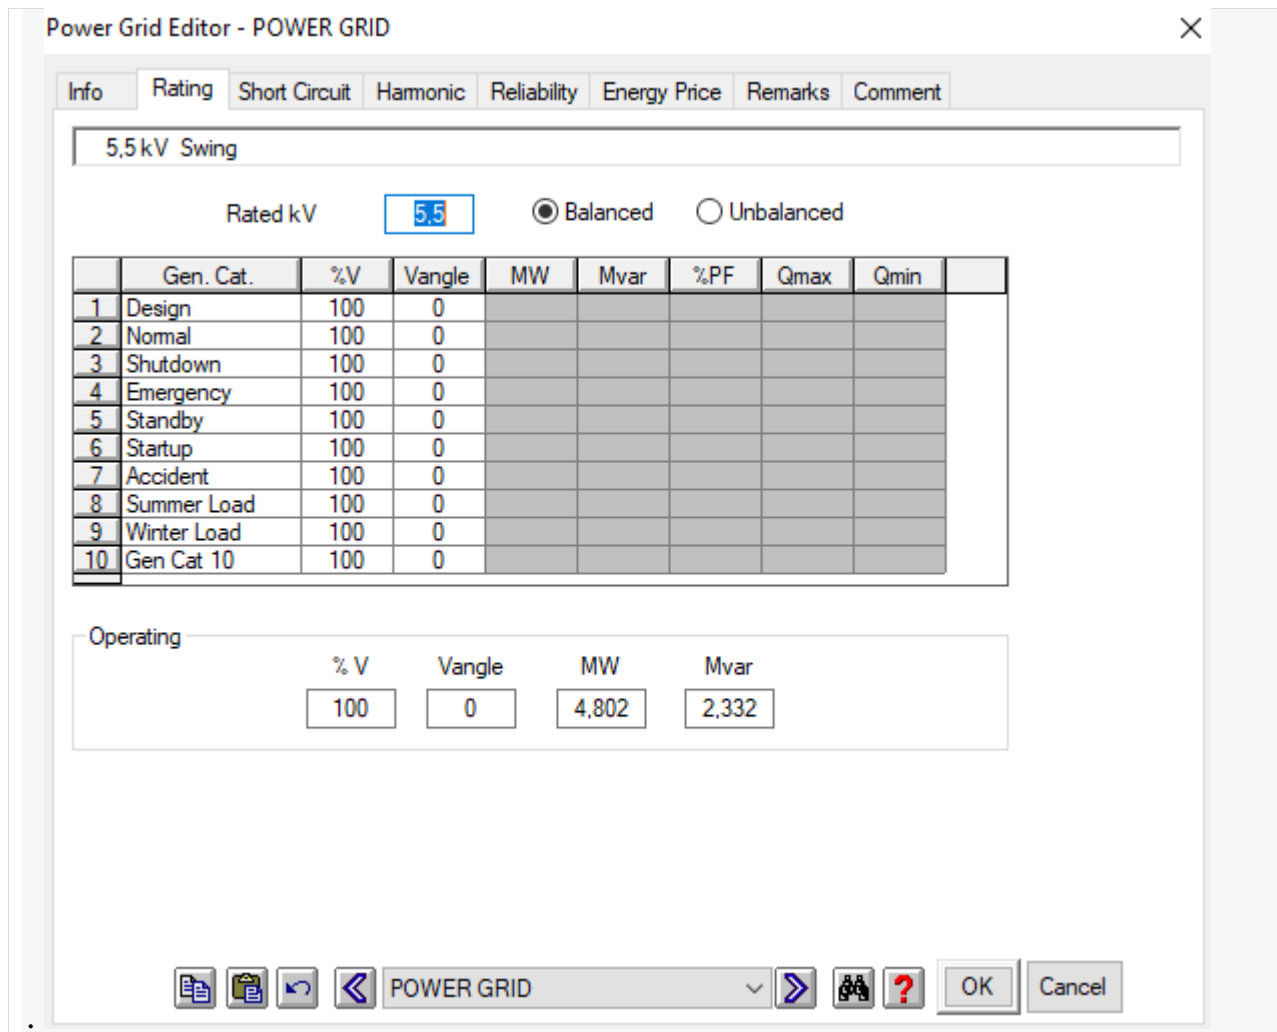 Power Grid Editor - POWER GRID
Info Rating Short Circuit Harmonic Reliability Energy Price Remarks Comment
5,5 kV Swing
Rated kV 5,5 Balanced Unbalanced
Gen. Cat. %V Vangle MW Mvar %PF Qmax Qmin
1 Design 100 0
2 Normal 100 0
3 Shutdown 100 0
4 Emergency 100 0
5 Standby 100 0
6 Startup 100 0
7 Accident 100 0
8 Summer Load 100 0
9 Winter Load 100 0
10 Gen Cat 10 100 0
Operating
% V Vangle MW Mvar
100 0 4,802 2,332
POWER GRID ? OK Cancel
.